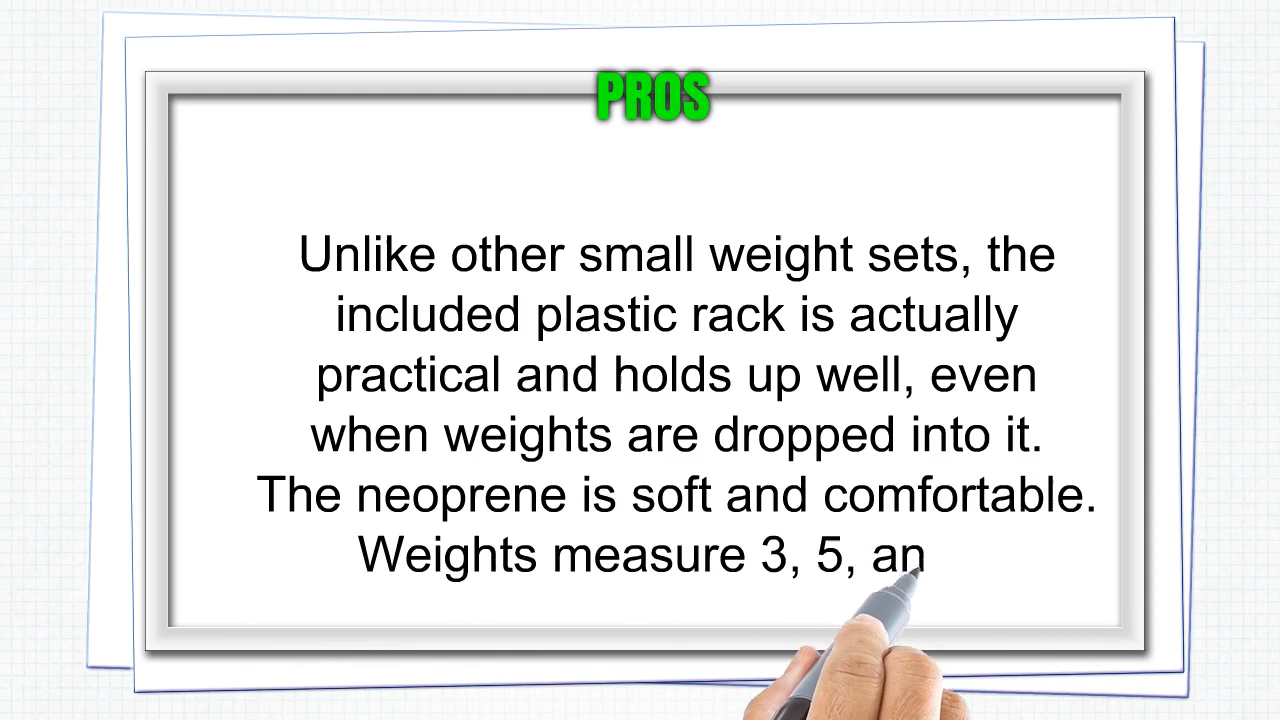 PROS
Unlike other small weight sets, the
included plastic rack is actually
practical and holds up well, even
when weights are dropped into it.
The neoprene is soft and comfortable.
Weights measure 3, 5, an